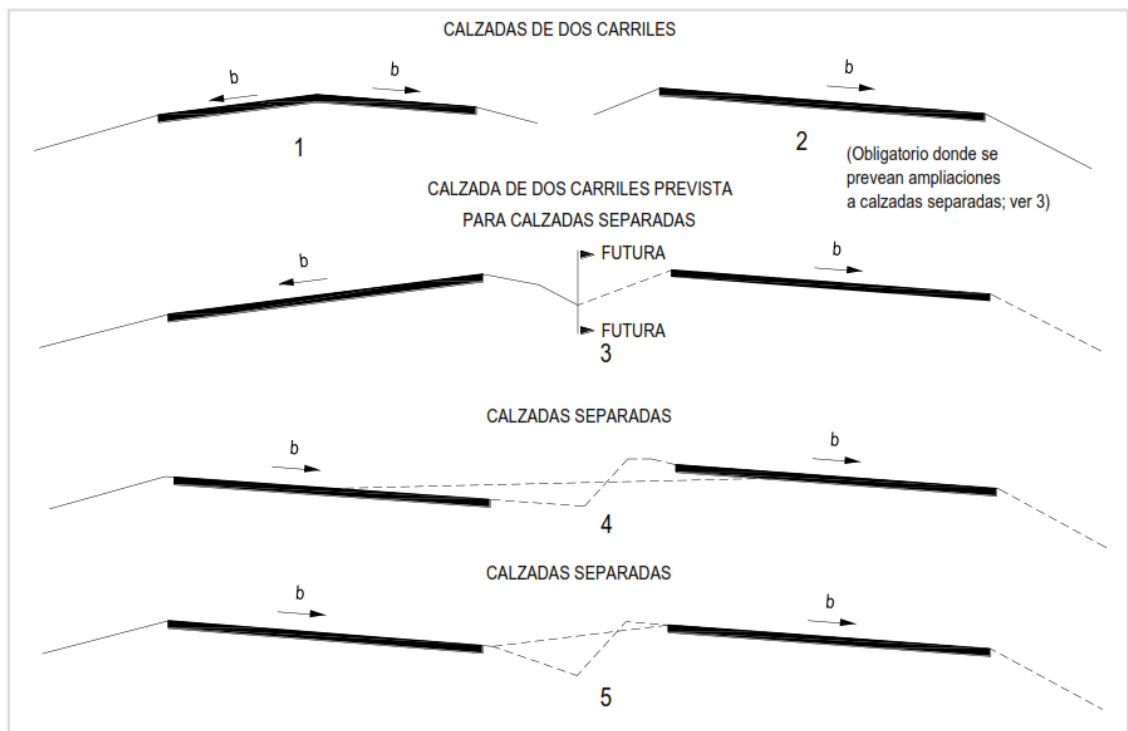 CALZADAS DE DOS CARRILES
b
b
b
1
2
(Obligatorio donde se
prevean ampliaciones
a calzadas separadas; ver 3)
CALZADA DE DOS CARRILES PREVISTA
PARA CALZADAS SEPARADAS
b
FUTURA
b
FUTURA
3
CALZADAS SEPARADAS
b
b
4
CALZADAS SEPARADAS
b
b
5